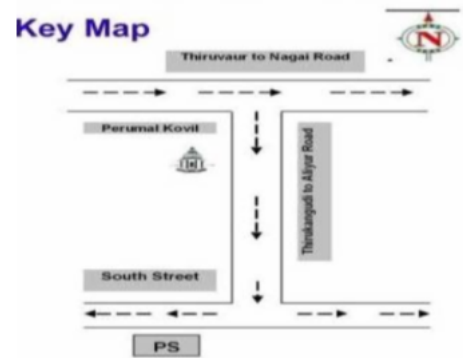 Key Map
N
Thiruvaur to Nagai Road
Perumal Kovil
Thirukangudi to Aliyur Road
South Street
PS